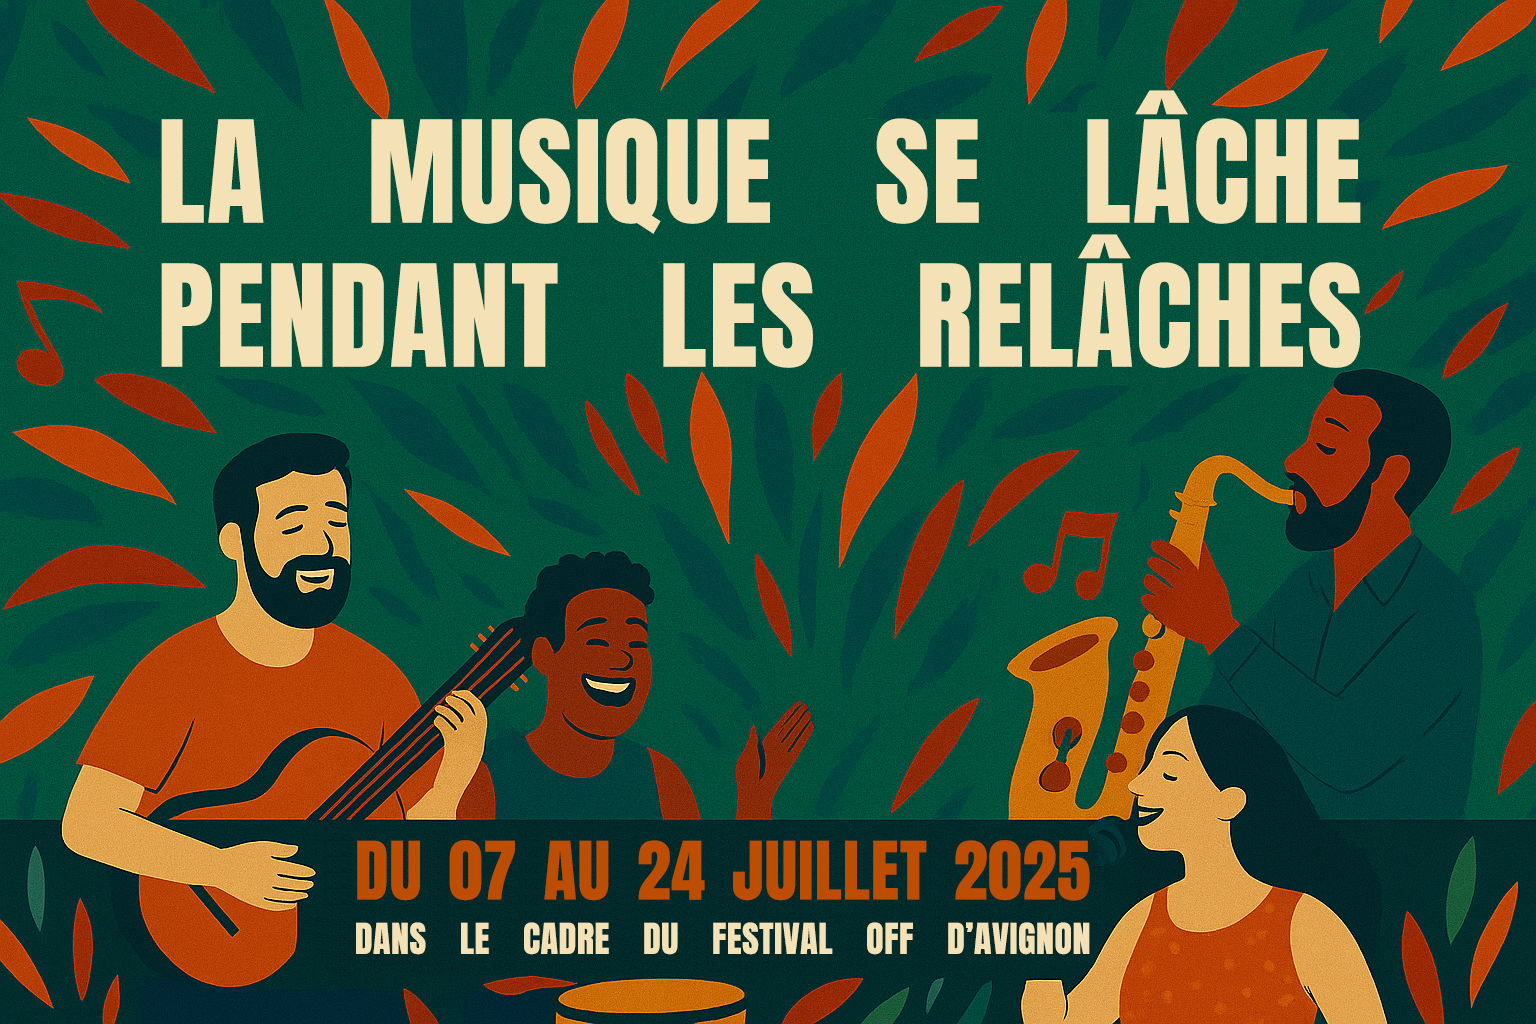 LA MUSIQUE SE LÂCHE
PENDANT LES RELÂCHES
DU 07 AU 24 JUILLET 2025
DANS LE CADRE DU FESTIVAL OFF D’AVIGNON